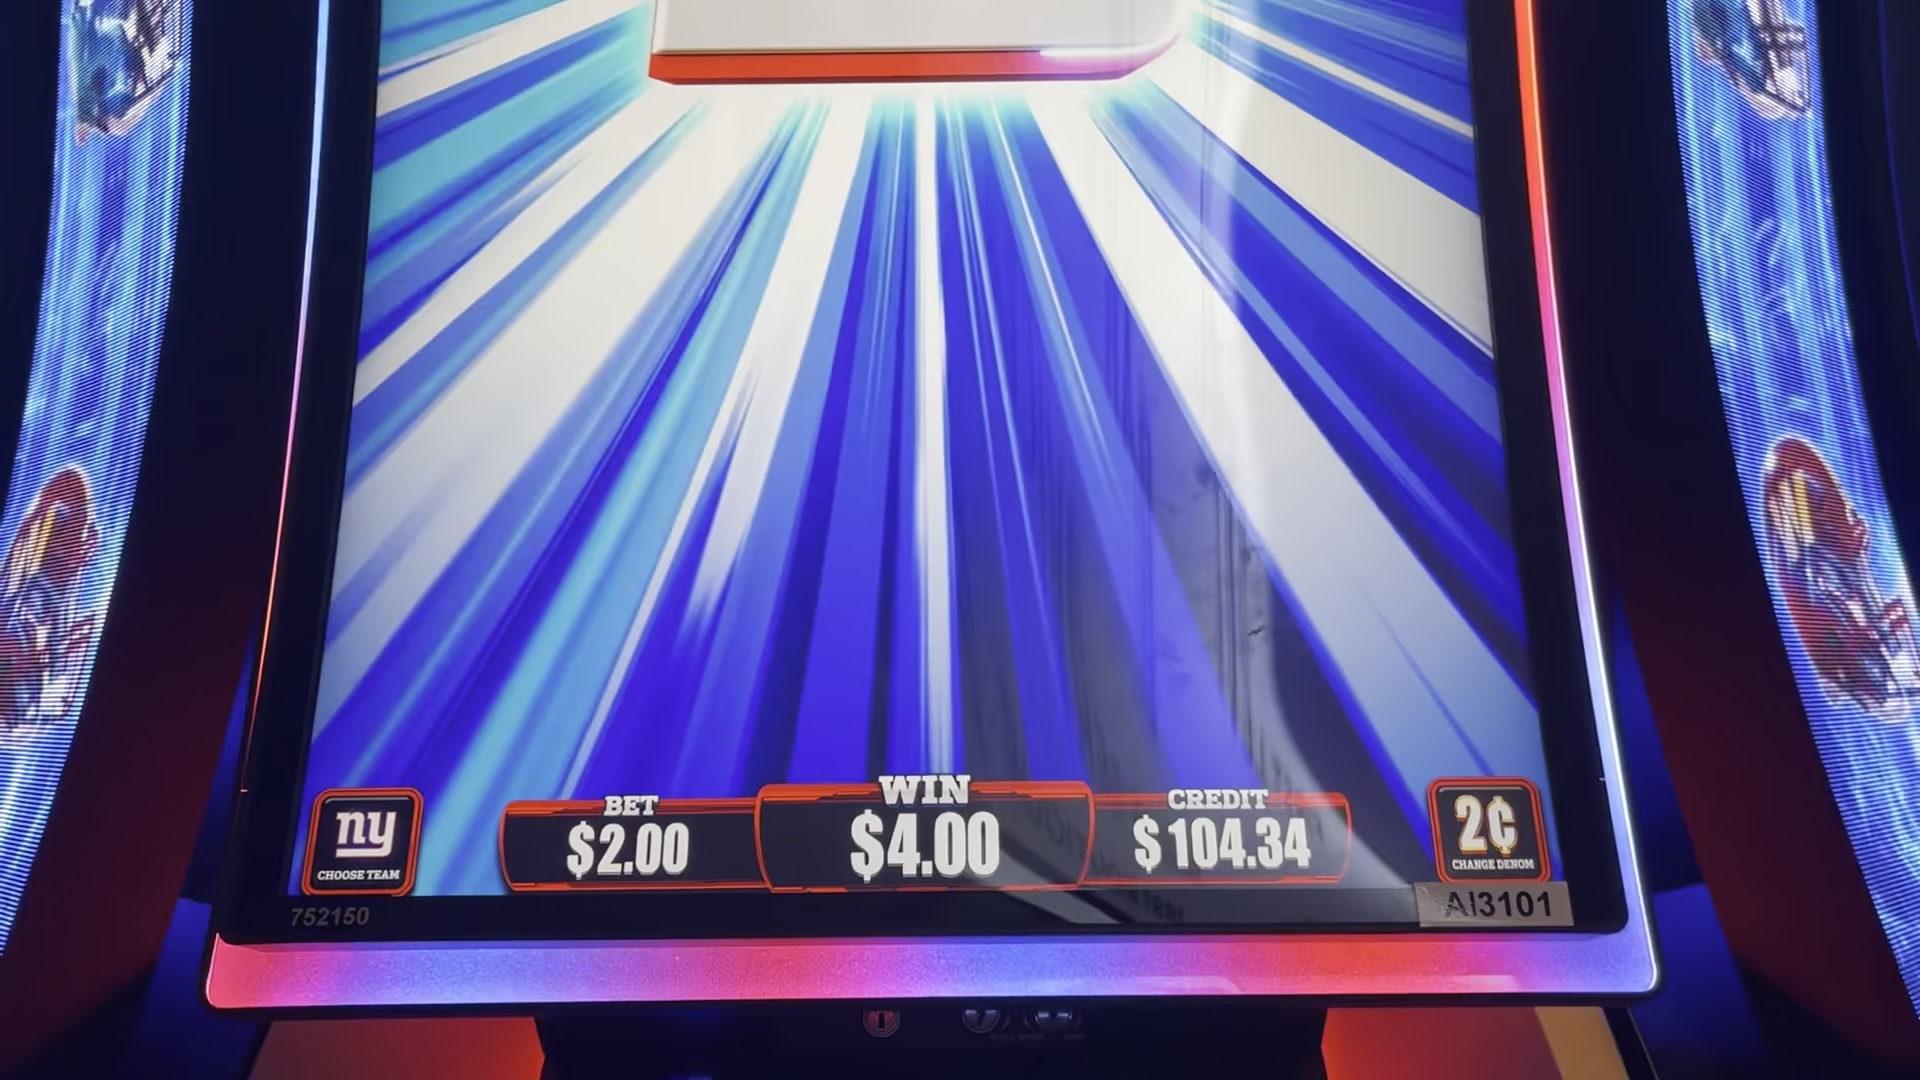 ny
CHOOSE TEAM
BET
$2.00
WIN
$4.00
CREDIT
$104.34
2¢
CHANGE DENOM
752150
AI3101